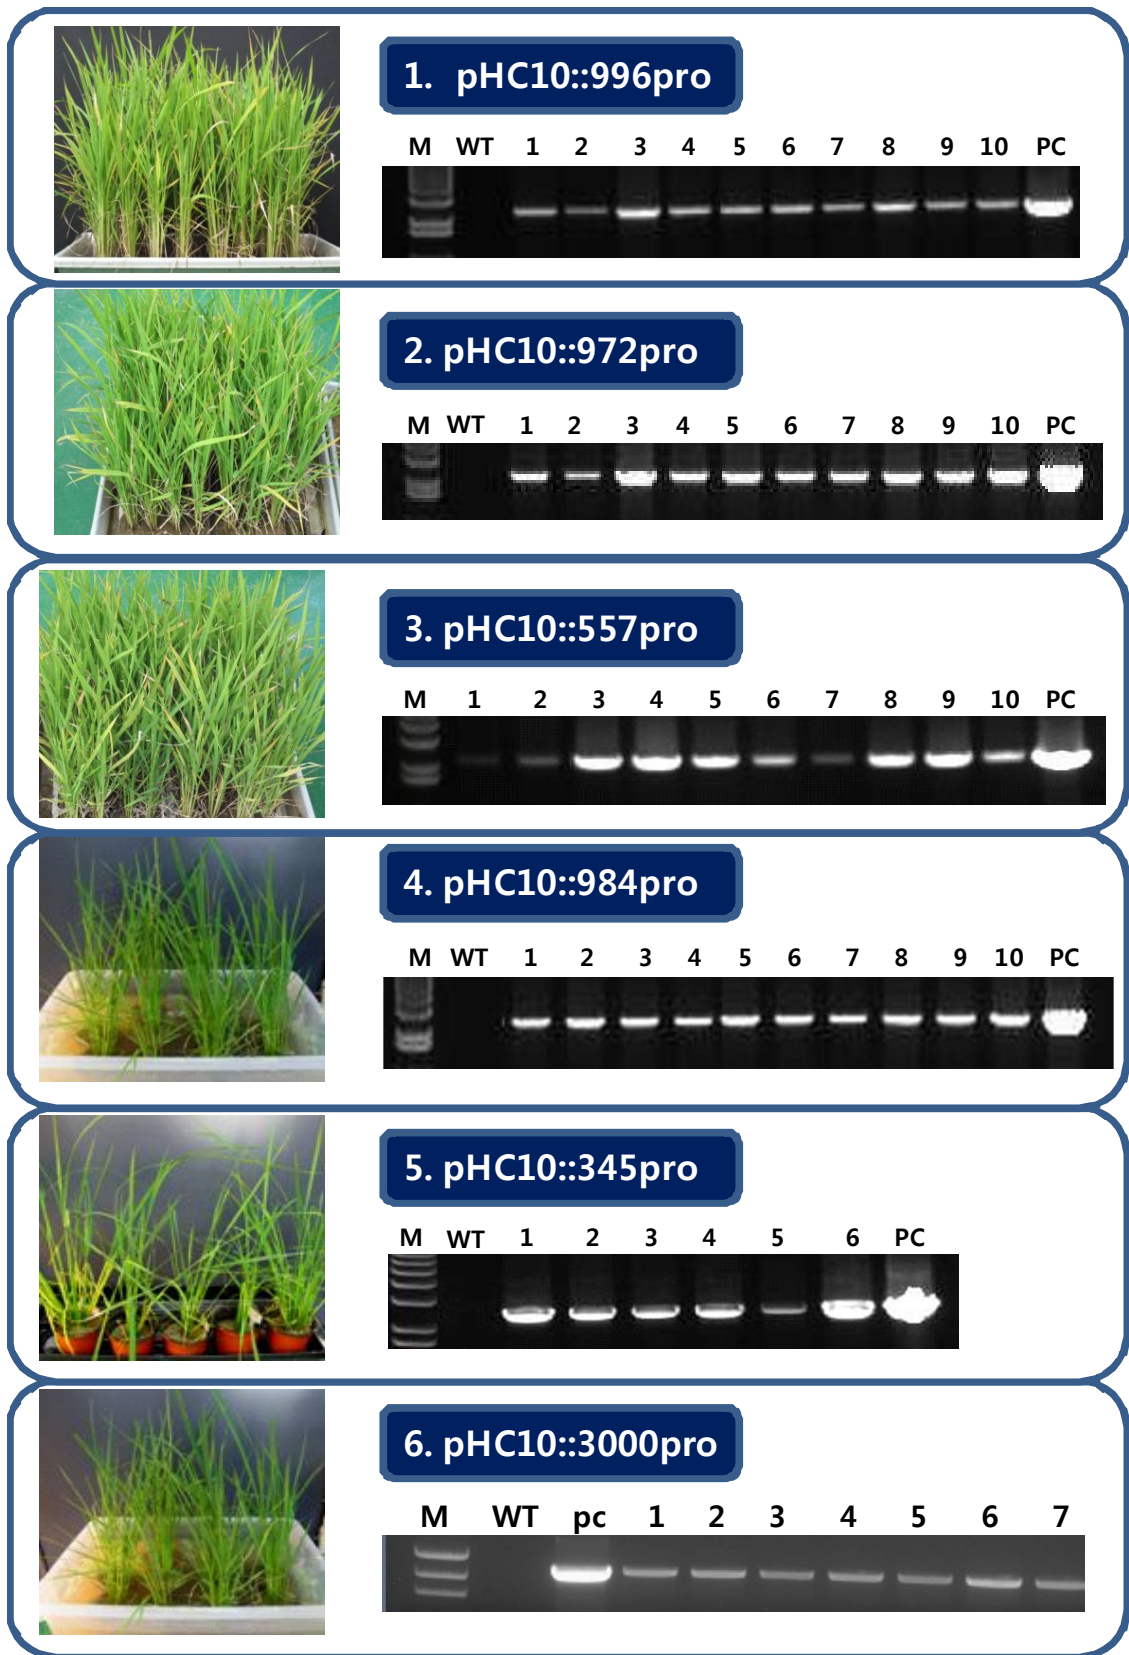 1. pHC10::996pro
M WT 1 2 3 4 5 6 7 8 9 10 PC
2. pHC10::972pro
M WT 1 2 3 4 5 6 7 8 9 10 PC
3. pHC10::557pro
M 1 2 3 4 5 6 7 8 9 10 PC
4. pHC10::984pro
M WT 1 2 3 4 5 6 7 8 9 10 PC
5. pHC10::345pro
M WT 1 2 3 4 5 6 PC
6. pHC10::3000pro
M WT pc 1 2 3 4 5 6 7